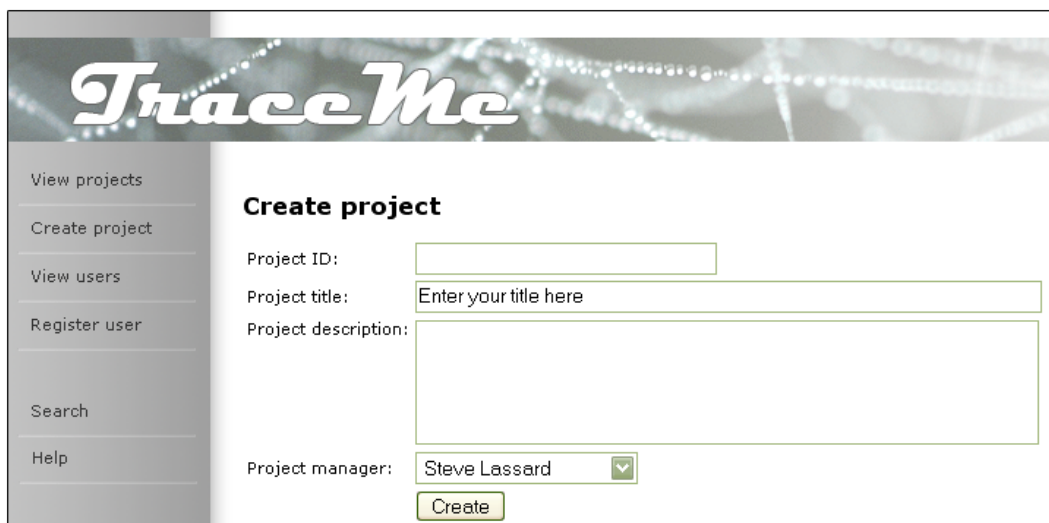 TraceMe
View projects
Create project
View users
Register user
Search
Help
Create project
Project ID:
Project title: Enter your title here
Project description:
Project manager: Steve Lassard
Create